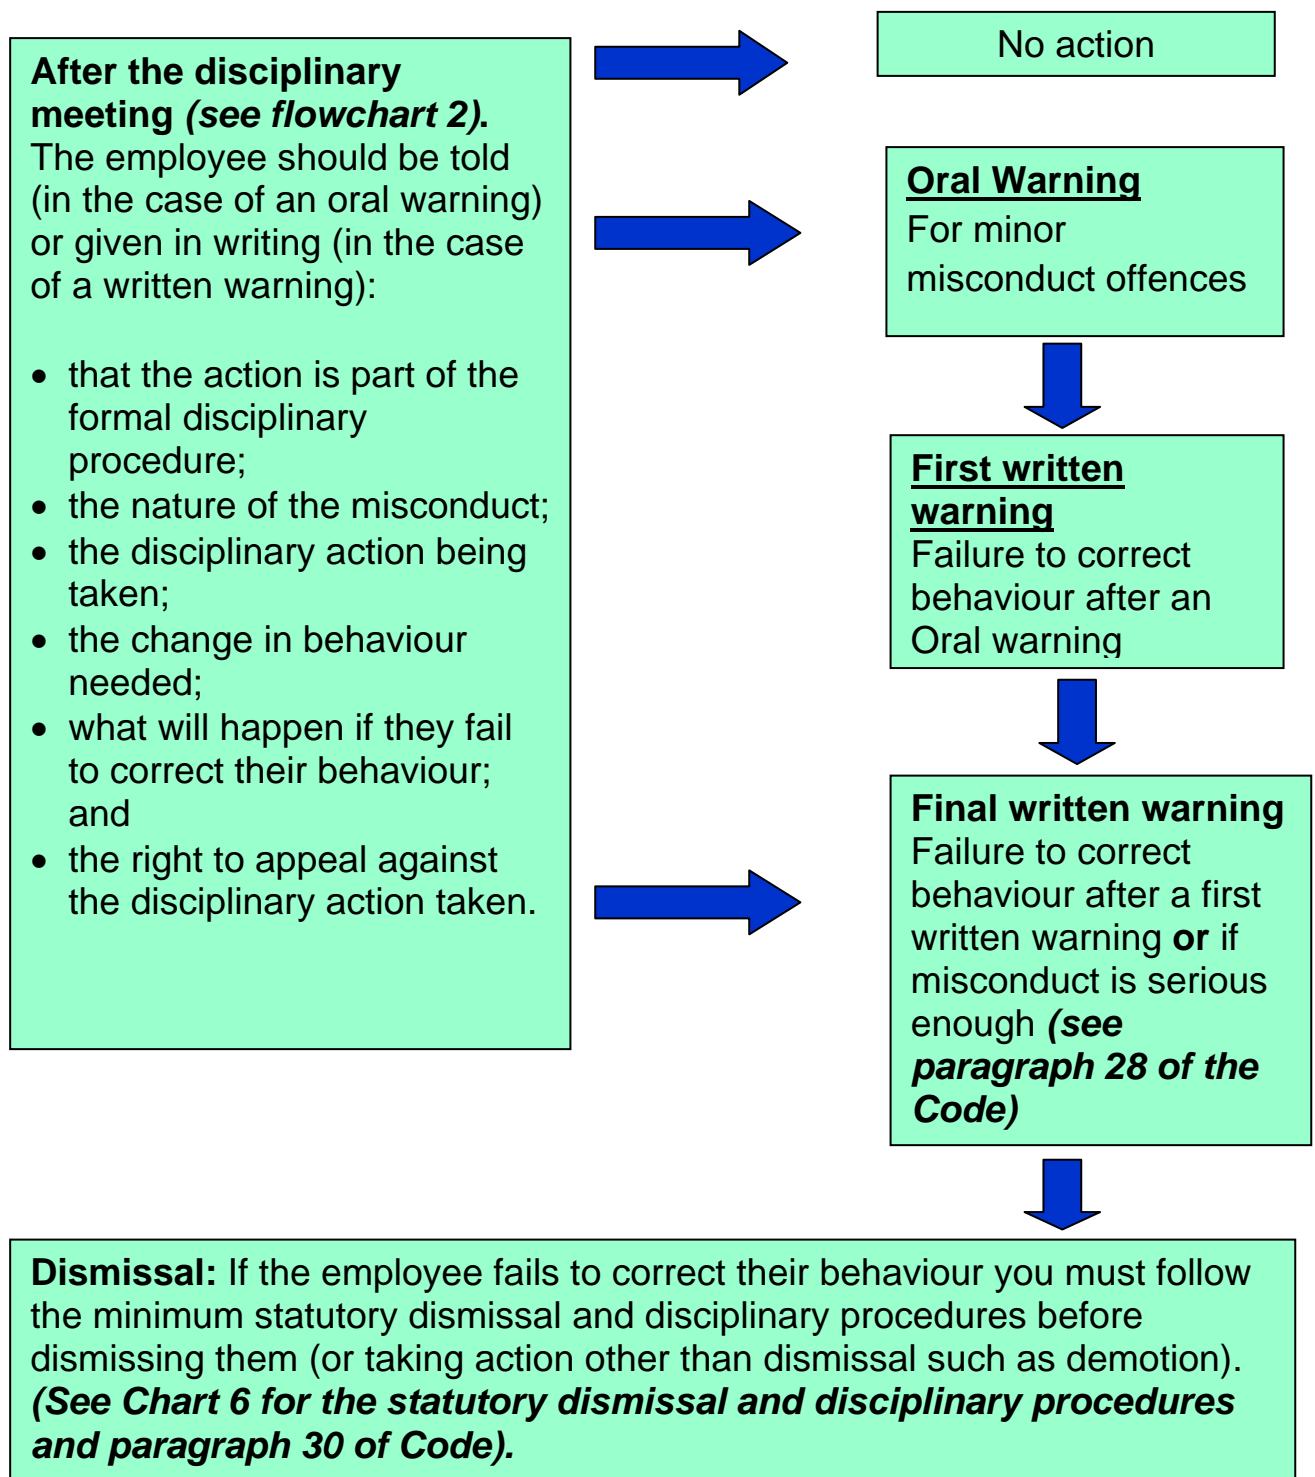 After the disciplinary
meeting (see flowchart 2).
The employee should be told
(in the case of an oral warning)
or given in writing (in the case
of a written warning):
• that the action is part of the
formal disciplinary
procedure;
• the nature of the misconduct;
• the disciplinary action being
taken;
• the change in behaviour
needed;
• what will happen if they fail
to correct their behaviour;
and
• the right to appeal against
the disciplinary action taken.
No action
Oral Warning
For minor
misconduct offences
First written
warning
Failure to correct
behaviour after an
Oral warning
Final written warning
Failure to correct
behaviour after a first
written warning or if
misconduct is serious
enough (see
paragraph 28 of the
Code)
Dismissal: If the employee fails to correct their behaviour you must follow
the minimum statutory dismissal and disciplinary procedures before
dismissing them (or taking action other than dismissal such as demotion).
(See Chart 6 for the statutory dismissal and disciplinary procedures
and paragraph 30 of Code).